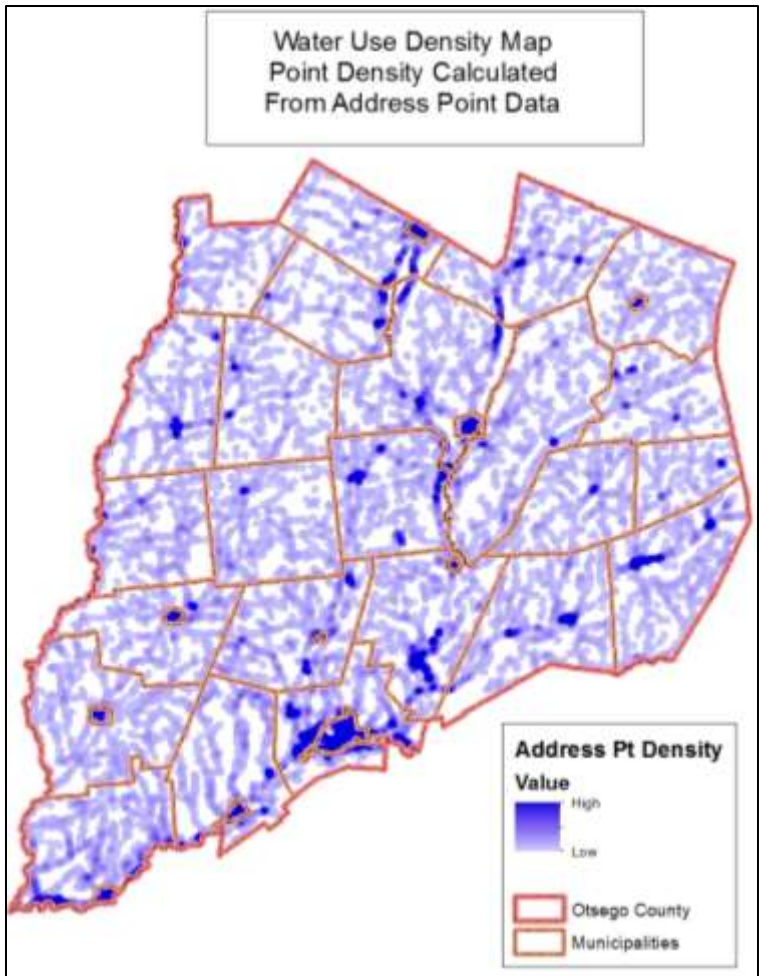 Water Use Density Map
Point Density Calculated
From Address Point Data
Address Pt Density
Value
High
Low
Otsego County
Municipalities